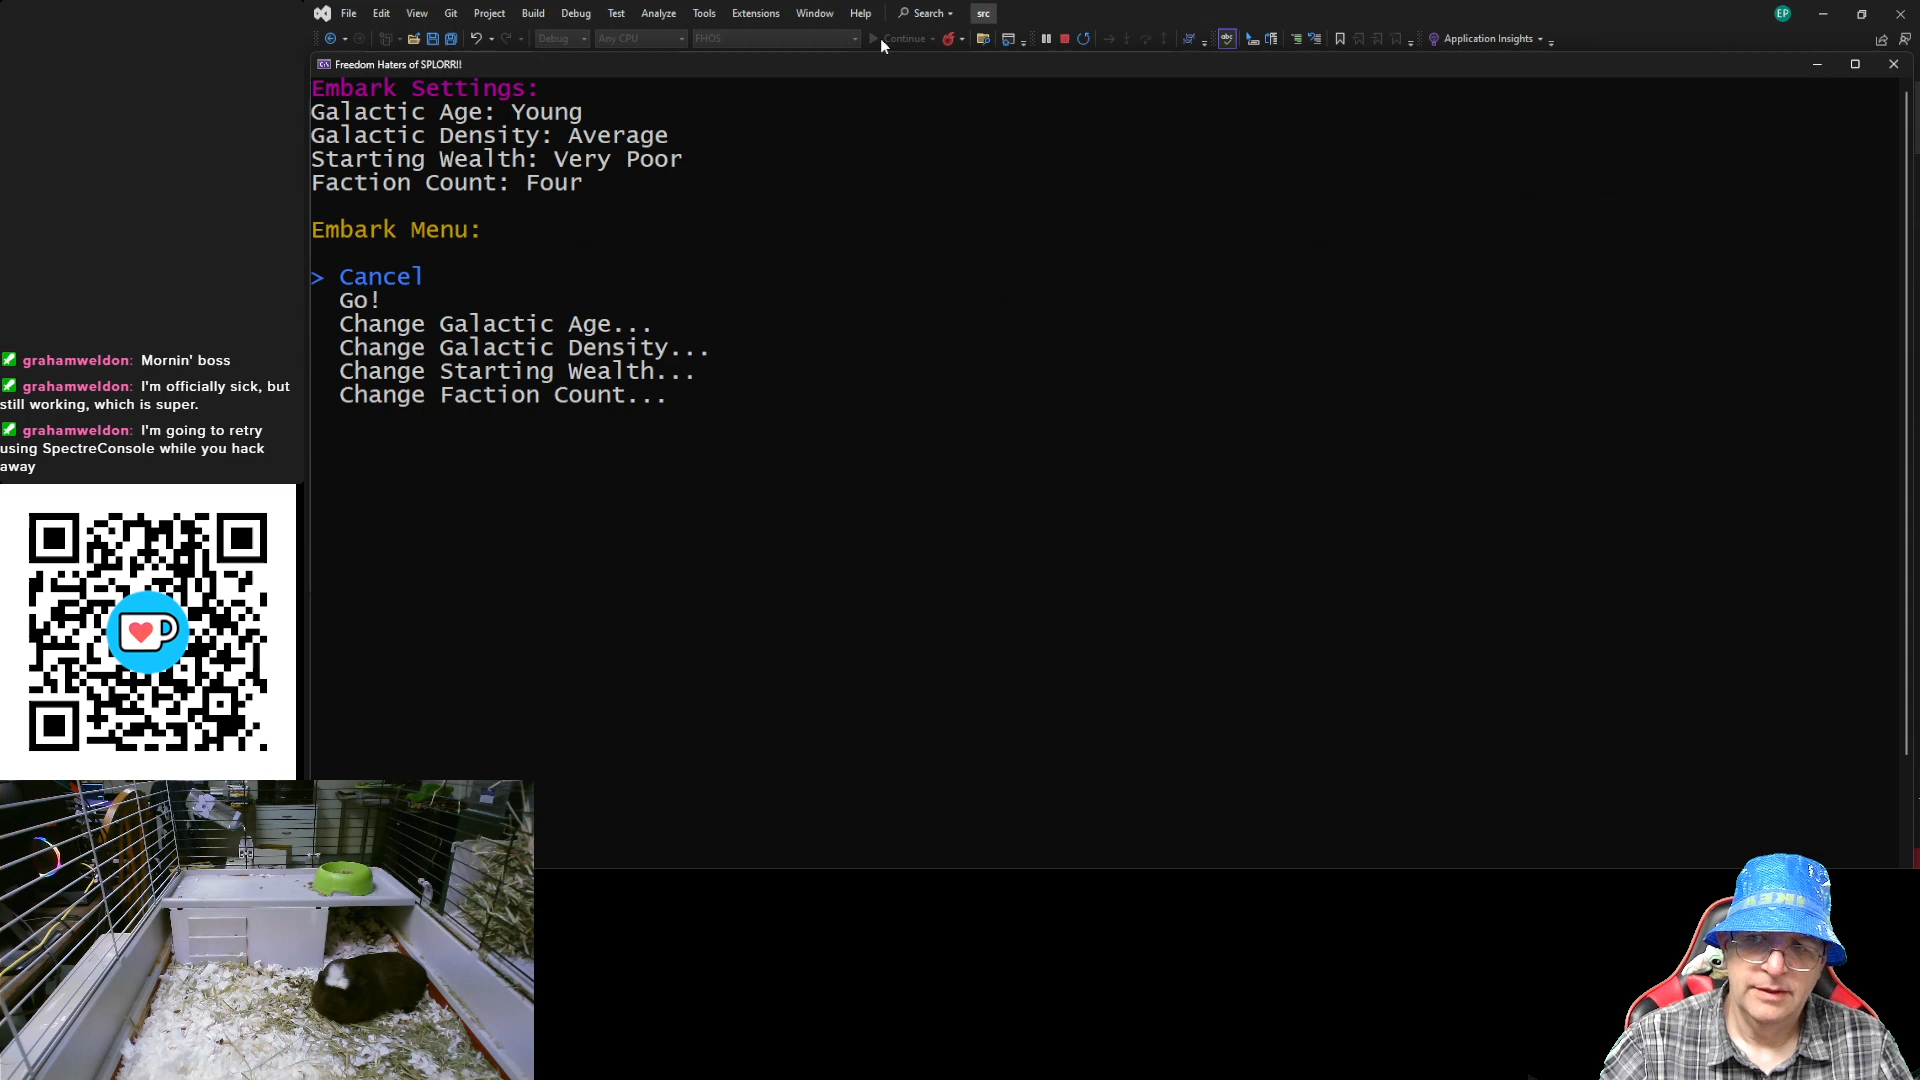 File Edit View Git Project Build Debug Test Analyze Tools Extensions Window Help Search src EP
Debug Any CPU FHOS Continue Application Insights
Freedom Haters of SPLORR!!
Embark Settings:
Galactic Age: Young
Galactic Density: Average
Starting Wealth: Very Poor
Faction Count: Four
Embark Menu:
> Cancel
Go!
Change Galactic Age...
Change Galactic Density...
Change Starting Wealth...
Change Faction Count...
grahamweldon: Mornin' boss
grahamweldon: I'm officially sick, but
still working, which is super.
grahamweldon: I'm going to retry
using SpectreConsole while you hack
away
IKEA